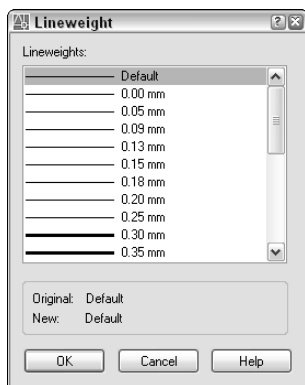 Lineweight
Lineweights:
Default
0.00 mm
0.05 mm
0.09 mm
0.13 mm
0.15 mm
0.18 mm
0.20 mm
0.25 mm
0.30 mm
0.35 mm
Original: Default
New: Default
OK Cancel Help